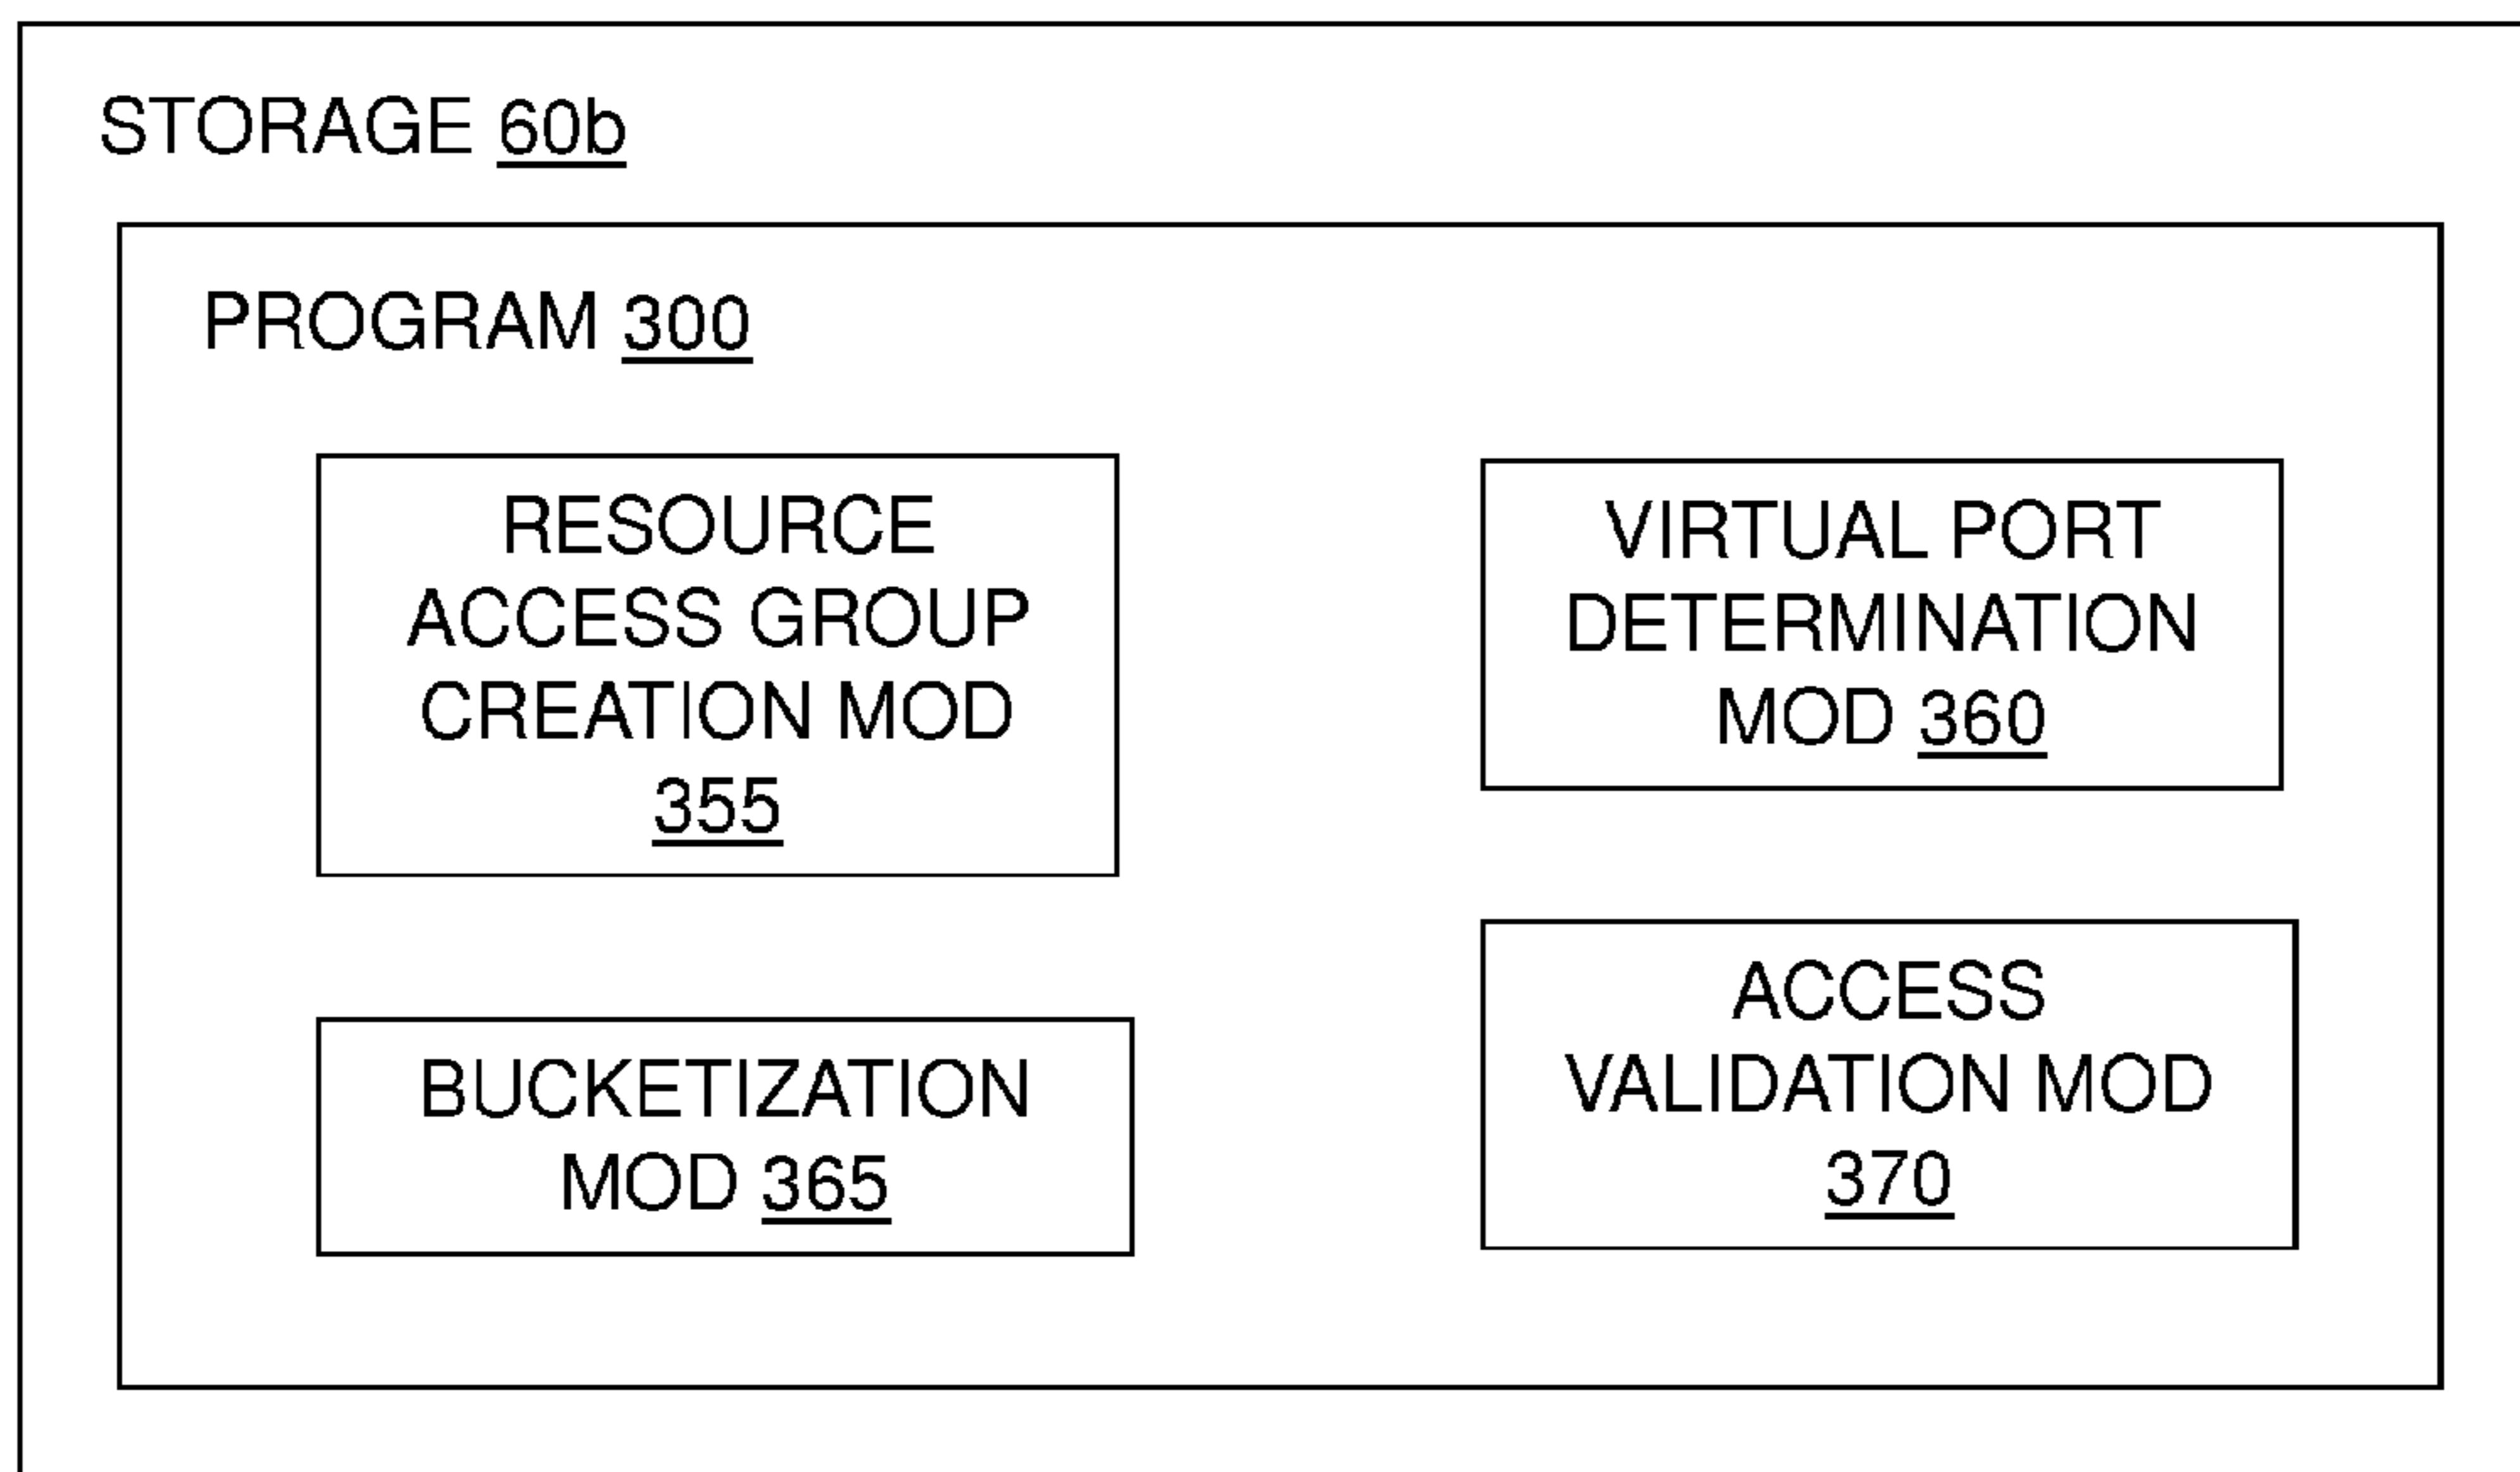 STORAGE 60b
PROGRAM 300
RESOURCE
ACCESS GROUP
CREATION MOD
355
VIRTUAL PORT
DETERMINATION
MOD 360
BUCKETIZATION
MOD 365
ACCESS
VALIDATION MOD
370